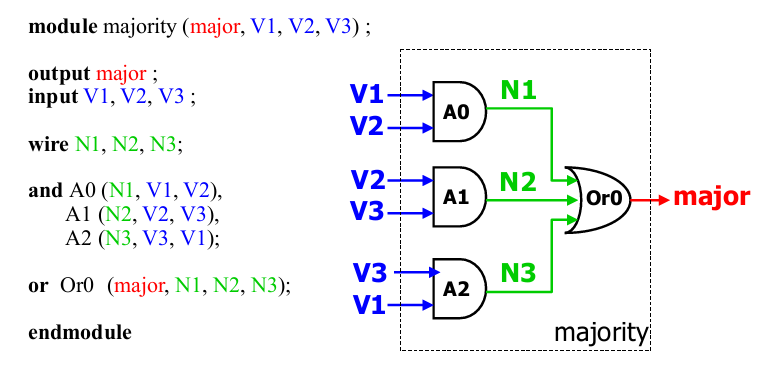 module majority (major, V1, V2, V3) ;
output major ;
input V1, V2, V3 ;
wire N1, N2, N3;
and A0 (N1, V1, V2),
A1 (N2, V2, V3),
A2 (N3, V3, V1);
or Or0 (major, N1, N2, N3);
endmodule
V1
V2
A0
N1
V2
V3
A1
N2
V3
V1
A2
N3
Or0
major
majority